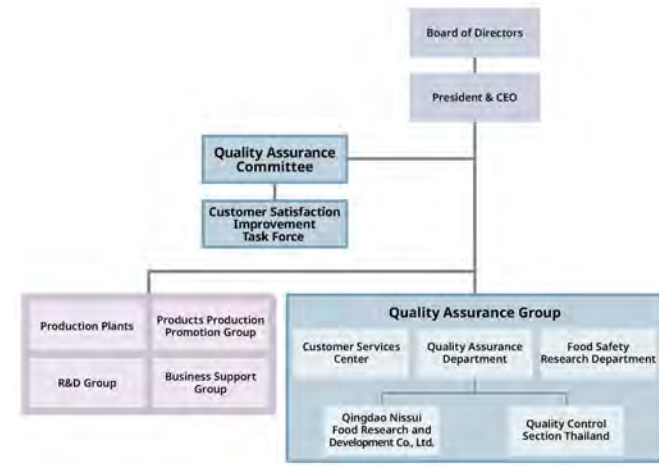 Board of Directors
President & CEO
Quality Assurance
Committee
Customer Satisfaction
Improvement
Task Force
Production Plants
Products Production
Promotion Group
R&D Group
Business Support
Group
Quality Assurance Group
Customer Services
Center
Quality Assurance
Department
Food Safety
Research Department
Qingdao Nissui
Food Research and
Development Co., Ltd.
Quality Control
Section Thailand